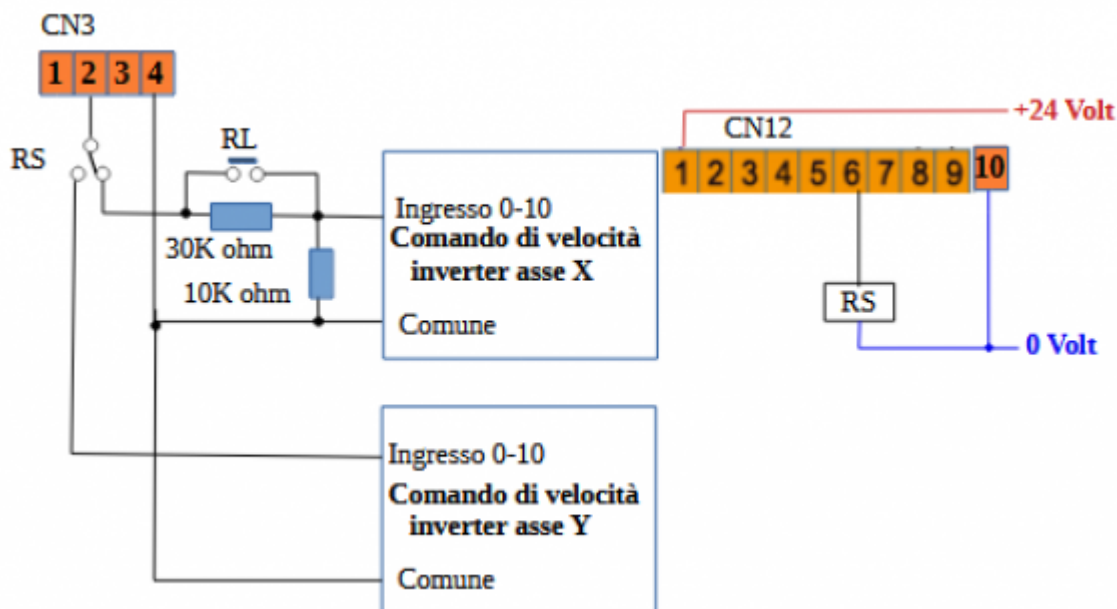 CN3
1 2 3 4
RS
RL
30K ohm
10K ohm
Ingresso 0-10
Comando di velocità
inverter asse X
Comune
Ingresso 0-10
Comando di velocità
inverter asse Y
Comune
+24 Volt
CN12
1 2 3 4 5 6 7 8 9 10
RS
0 Volt